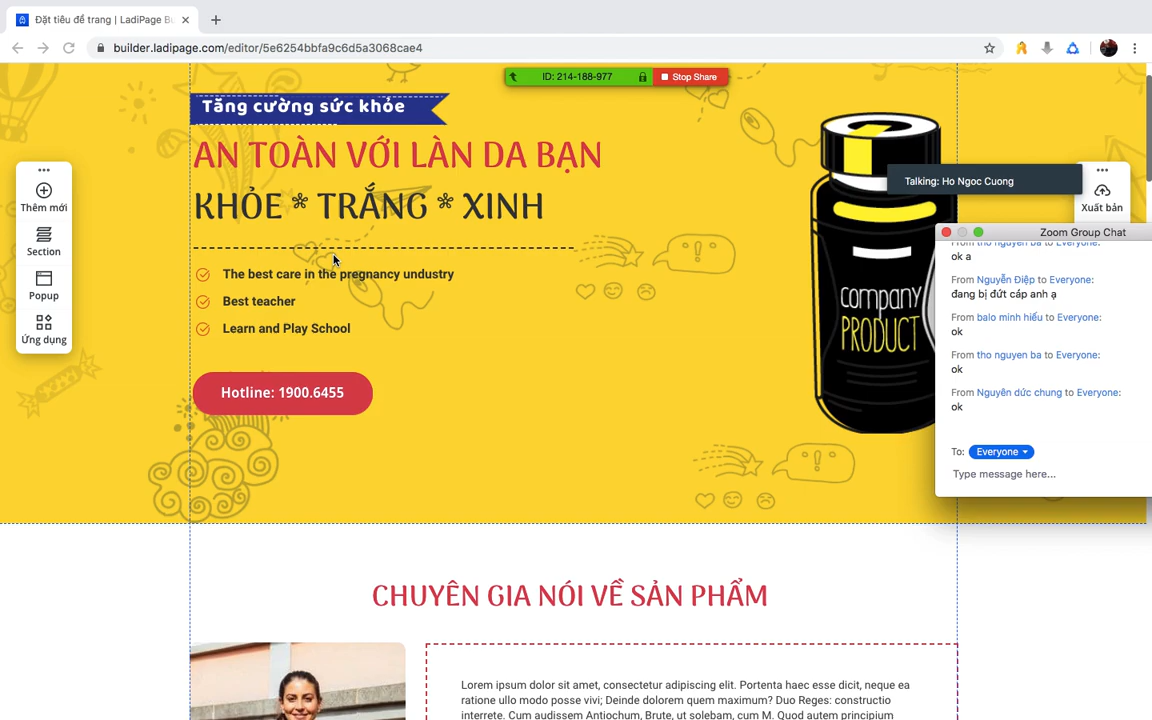 Đặt tiêu đề trang | LadiPage Bu
builder.ladipage.com/editor/5e6254bbfa9c6d5a3068cae4
ID: 214-188-977
Stop Share
Tăng cường sức khỏe
AN TOÀN VỚI LÀN DA BẠN
KHỎE * TRẮNG * XINH
The best care in the pregnancy undustry
Best teacher
Learn and Play School
Hotline: 1900.6455
Thêm mới
Section
Popup
Ứng dụng
company
PRODUCT
Talking: Ho Ngoc Cuong
Xuất bản
Zoom Group Chat
From tho nguyen ba to Everyone:
ok a
From Nguyễn Điệp to Everyone:
đang bị đứt cáp anh ạ
From balo minh hiếu to Everyone:
ok
From tho nguyen ba to Everyone:
ok
From Nguyên dức chung to Everyone:
ok
To: Everyone
Type message here...
CHUYÊN GIA NÓI VỀ SẢN PHẨM
Lorem ipsum dolor sit amet, consectetur adipiscing elit. Portenta haec esse dicit, neque ea
ratione ullo modo posse vivi; Deinde dolorem quem maximum? Duo Reges: constructio
interrete. Cum audissem Antiochum, Brute, ut solebam, cum M. Quod autem principium